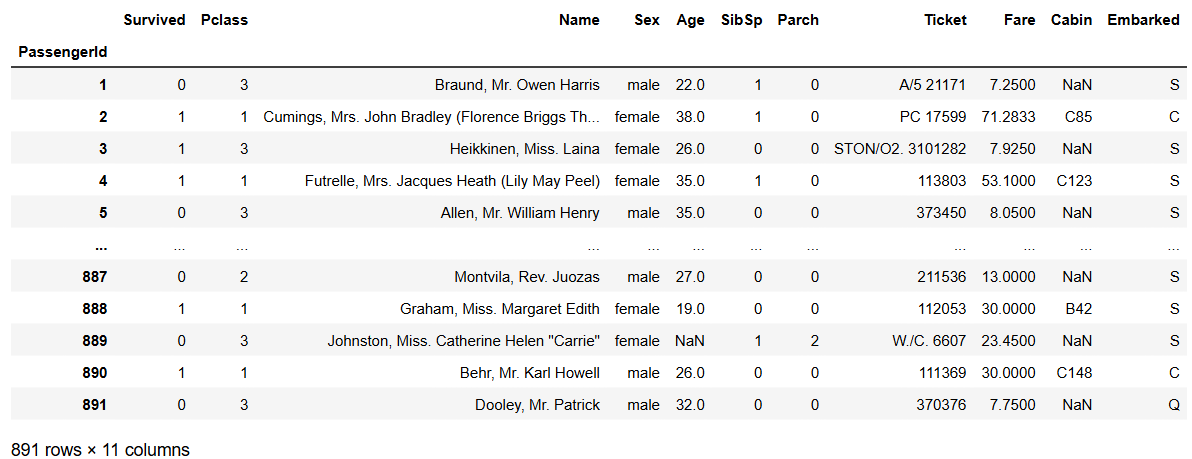 Survived Pclass Name Sex Age SibSp Parch Ticket Fare Cabin Embarked
PassengerId
1 0 3 Braund, Mr. Owen Harris male 22.0 1 0 A/5 21171 7.2500 NaN S
2 1 1 Cumings, Mrs. John Bradley (Florence Briggs Th... female 38.0 1 0 PC 17599 71.2833 C85 C
3 1 3 Heikkinen, Miss. Laina female 26.0 0 0 STON/O2. 3101282 7.9250 NaN S
4 1 1 Futrelle, Mrs. Jacques Heath (Lily May Peel) female 35.0 1 0 113803 53.1000 C123 S
5 0 3 Allen, Mr. William Henry male 35.0 0 0 373450 8.0500 NaN S
... ... ... ... ... ... ... ... ... ... ... ...
887 0 2 Montvila, Rev. Juozas male 27.0 0 0 211536 13.0000 NaN S
888 1 1 Graham, Miss. Margaret Edith female 19.0 0 0 112053 30.0000 B42 S
889 0 3 Johnston, Miss. Catherine Helen "Carrie" female NaN 1 2 W./C. 6607 23.4500 NaN S
890 1 1 Behr, Mr. Karl Howell male 26.0 0 0 111369 30.0000 C148 C
891 0 3 Dooley, Mr. Patrick male 32.0 0 0 370376 7.7500 NaN Q
891 rows × 11 columns